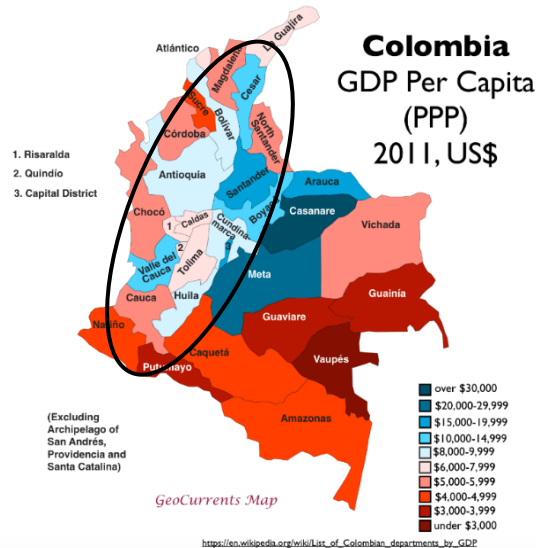 Colombia
GDP Per Capita
(PPP)
2011, US$
Atlántico
La Guajira
Magdalena
Cesar
Sucre
Bolívar
North
Santander
Córdoba
1. Risaralda
2. Quindío
3. Capital District
Antioquia
Santander
Arauca
Boyacá
Casanare
Chocó
Caldas
Cundina-
marca
Vichada
1
2
3
Valle del
Cauca
Tolima
Meta
Cauca
Huila
Guainía
Nariño
Guaviare
Caquetá
Vaupés
Putumayo
Amazonas
(Excluding
Archipelago of
San Andrés,
Providencia and
Santa Catalina)
over $30,000
$20,000-29,999
$15,000-19,999
$10,000-14,999
$8,000-9,999
$6,000-7,999
$5,000-5,999
$4,000-4,999
$3,000-3,999
under $3,000
GeoCurrents Map
https://en.wikipedia.org/wiki/List_of_Colombian_departments_by_GDP